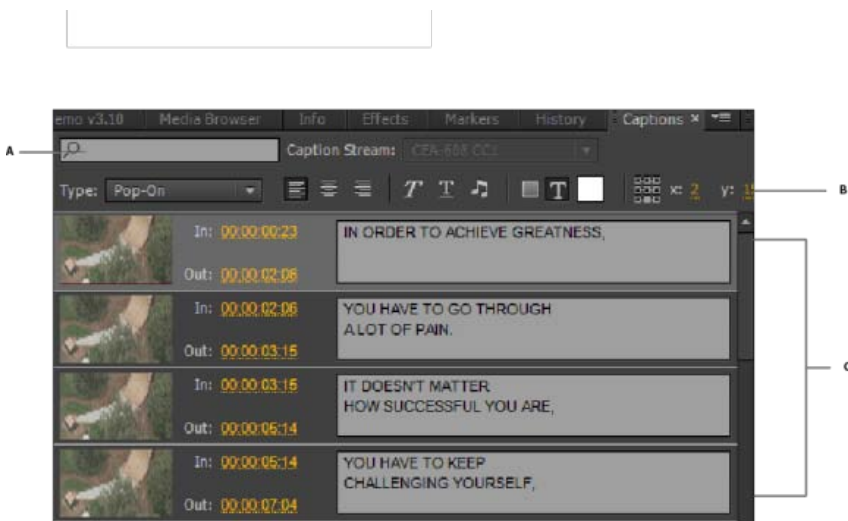 emo v3.10 Media Browser Info Effects Markers History Captions ×
A
Caption Stream: CEA-608 CC1
Type: Pop-On T T T x: 2 y: 15
B
In: 00:00:00:23 IN ORDER TO ACHIEVE GREATNESS,
Out: 00:00:02:06
In: 00:00:02:06 YOU HAVE TO GO THROUGH
A LOT OF PAIN.
Out: 00:00:03:15
C
In: 00:00:03:15 IT DOESN'T MATTER
HOW SUCCESSFUL YOU ARE,
Out: 00:00:05:14
In: 00:00:05:14 YOU HAVE TO KEEP
CHALLENGING YOURSELF,
Out: 00:00:07:04